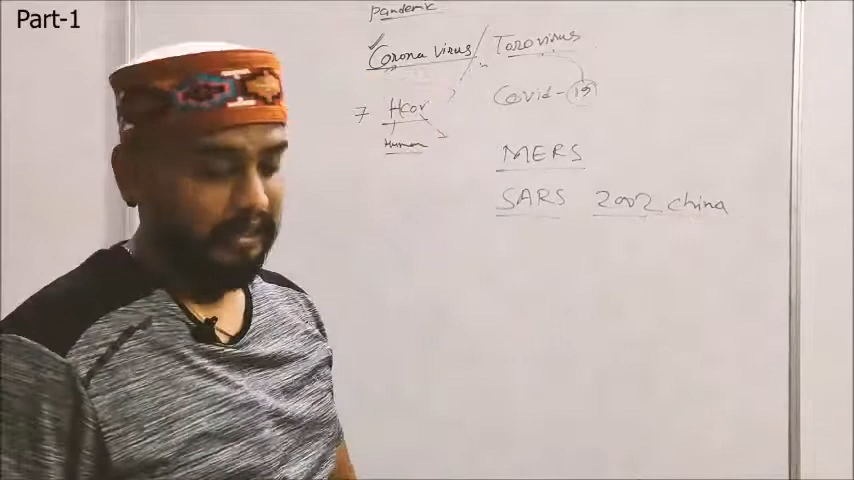 Part-1
Pandemic
Corona virus / Torovirus
Covid-19
7 HCoV
Human
MERS
SARS 2002 china